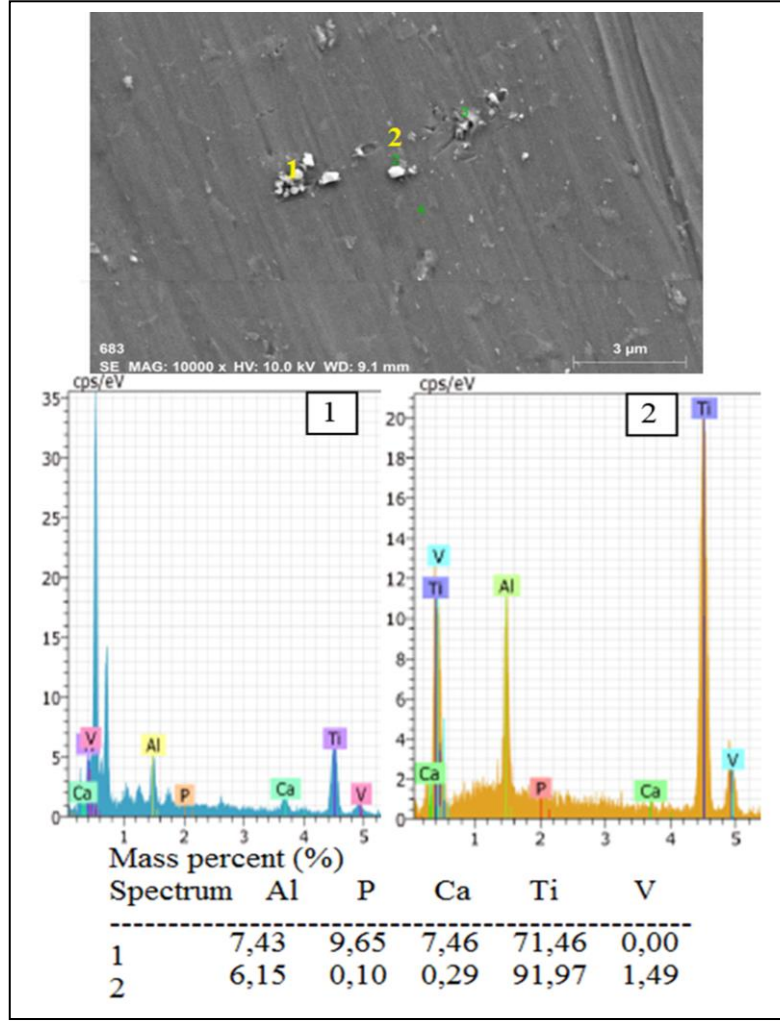 1
2
683
3 µm
SE MAG: 10000 x HV: 10.0 kV WD: 9.1 mm
cps/eV
1
35
30
25
20
15
10
5
0
V
Ca
Al
P
Ca
Ti
V
1 2 3 4 5
cps/eV
2
20
18
16
14
12
10
8
6
4
2
0
V
Ti
Ca
Al
P
Ca
Ti
V
1 2 3 4 5
Mass percent (%)
Spectrum Al P Ca Ti V
1 7,43 9,65 7,46 71,46 0,00
2 6,15 0,10 0,29 91,97 1,49